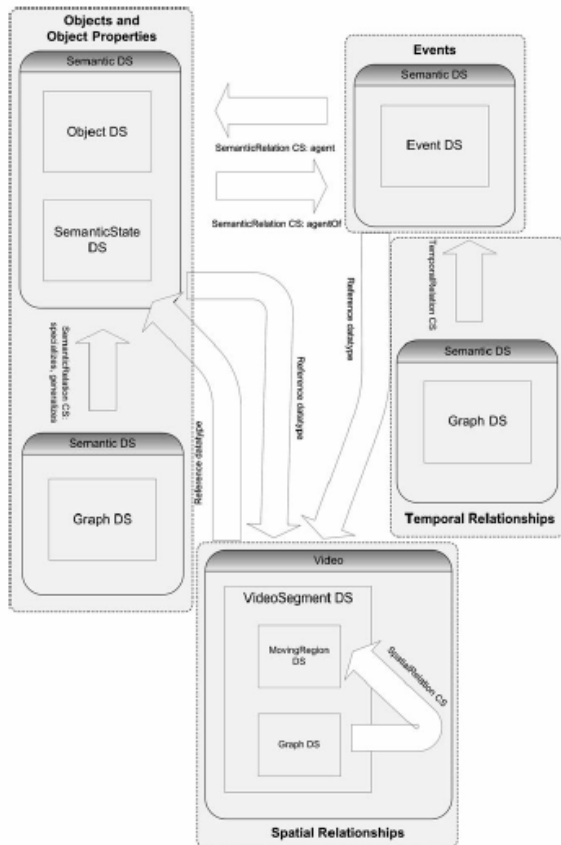 Objects and
Object Properties
Semantic DS
Object DS
SemanticState
DS
SemanticRelation CS:
specializes, generalizes
Semantic DS
Graph DS
SemanticRelation CS: agent
SemanticRelation CS: agentOf
Events
Semantic DS
Event DS
TemporalRelation CS
Semantic DS
Graph DS
Temporal Relationships
Reference datatype
Reference datatype
Reference datatype
Video
VideoSegment DS
MovingRegion
DS
SpatialRelation CS
Graph DS
Spatial Relationships